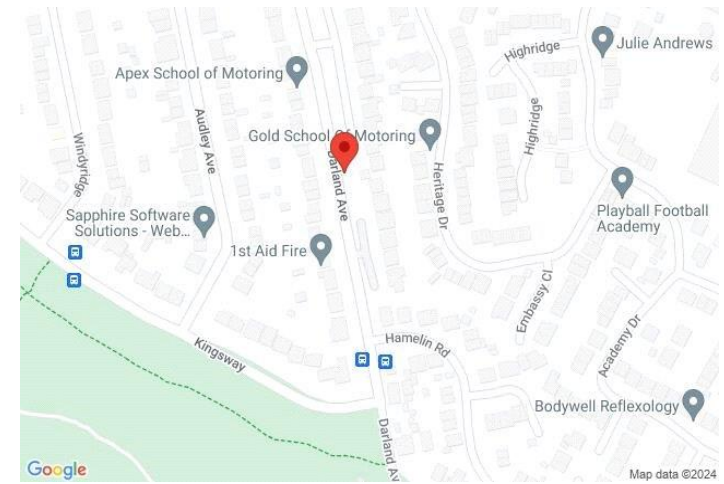 Highridge
Julie Andrews
Apex School of Motoring
Audley Ave
Highridge
Windyridge
Gold School Of Motoring
Darland Ave
Heritage Dr
Sapphire Software
Solutions - Web...
Playball Football
Academy
1st Aid Fire
Embassy Cl
Kingsway
Hamelin Rd
Academy Dr
Bodywell Reflexology
Darland Av
Google
Map data ©2024